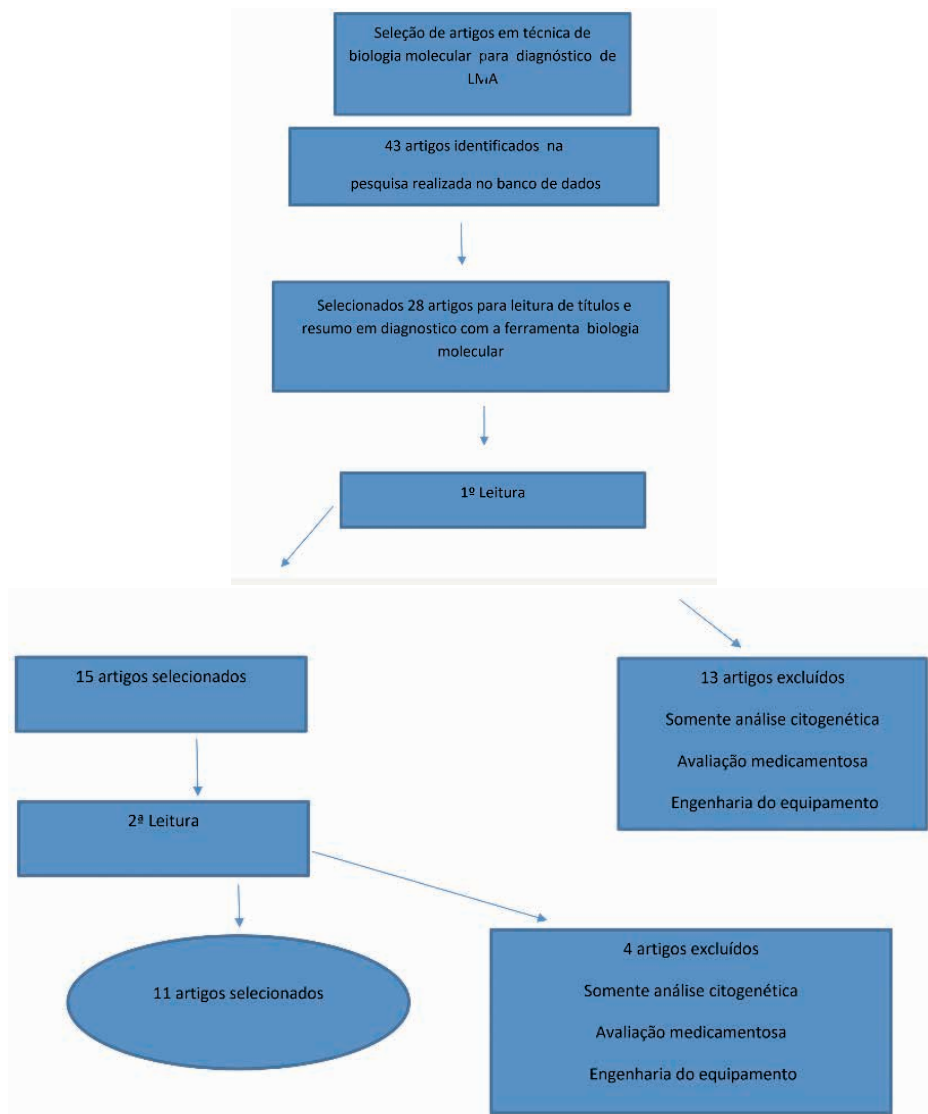 Seleção de artigos em técnica de
biologia molecular para diagnóstico de
LMA
43 artigos identificados na
pesquisa realizada no banco de dados
Selecionados 28 artigos para leitura de títulos e
resumo em diagnostico com a ferramenta biologia
molecular
1º Leitura
15 artigos selecionados
13 artigos excluídos
Somente análise citogenética
Avaliação medicamentosa
Engenharia do equipamento
2ª Leitura
11 artigos selecionados
4 artigos excluídos
Somente análise citogenética
Avaliação medicamentosa
Engenharia do equipamento